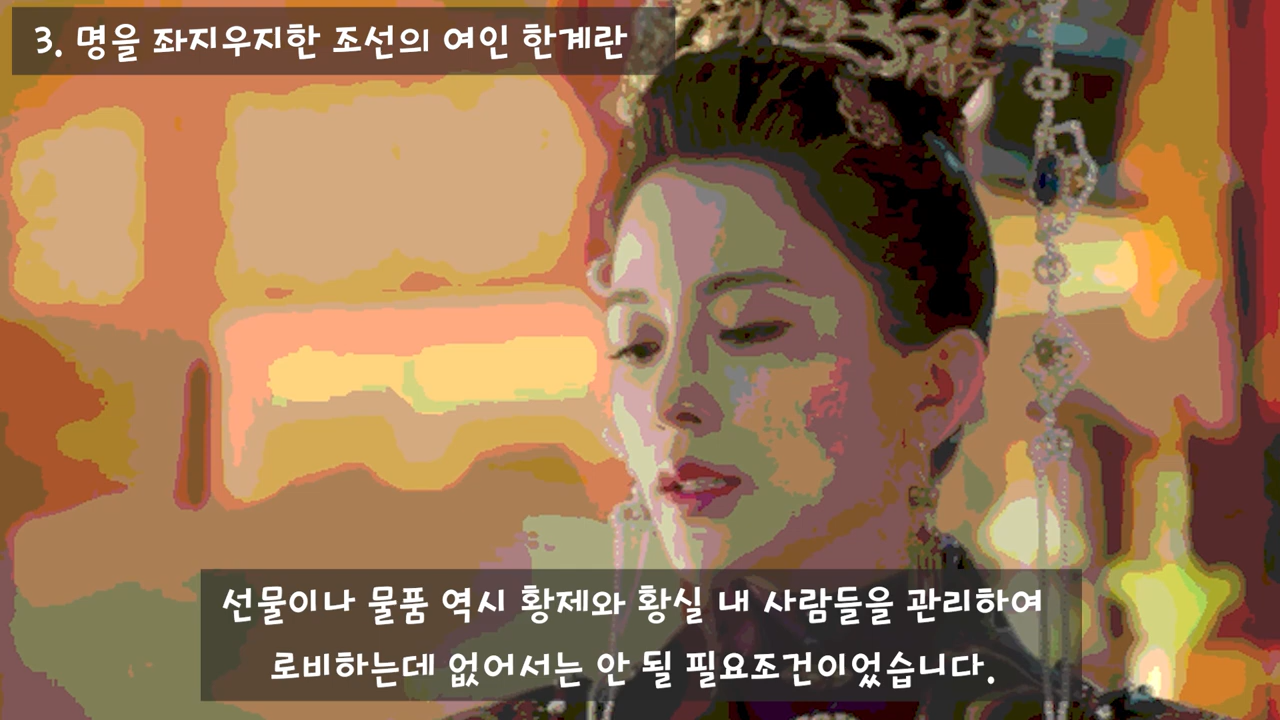 3. 명을 좌지우지한 조선의 여인 한계란
선물이나 물품 역시 황제와 황실 내 사람들을 관리하여
로비하는데 없어서는 안 될 필요조건이었습니다.